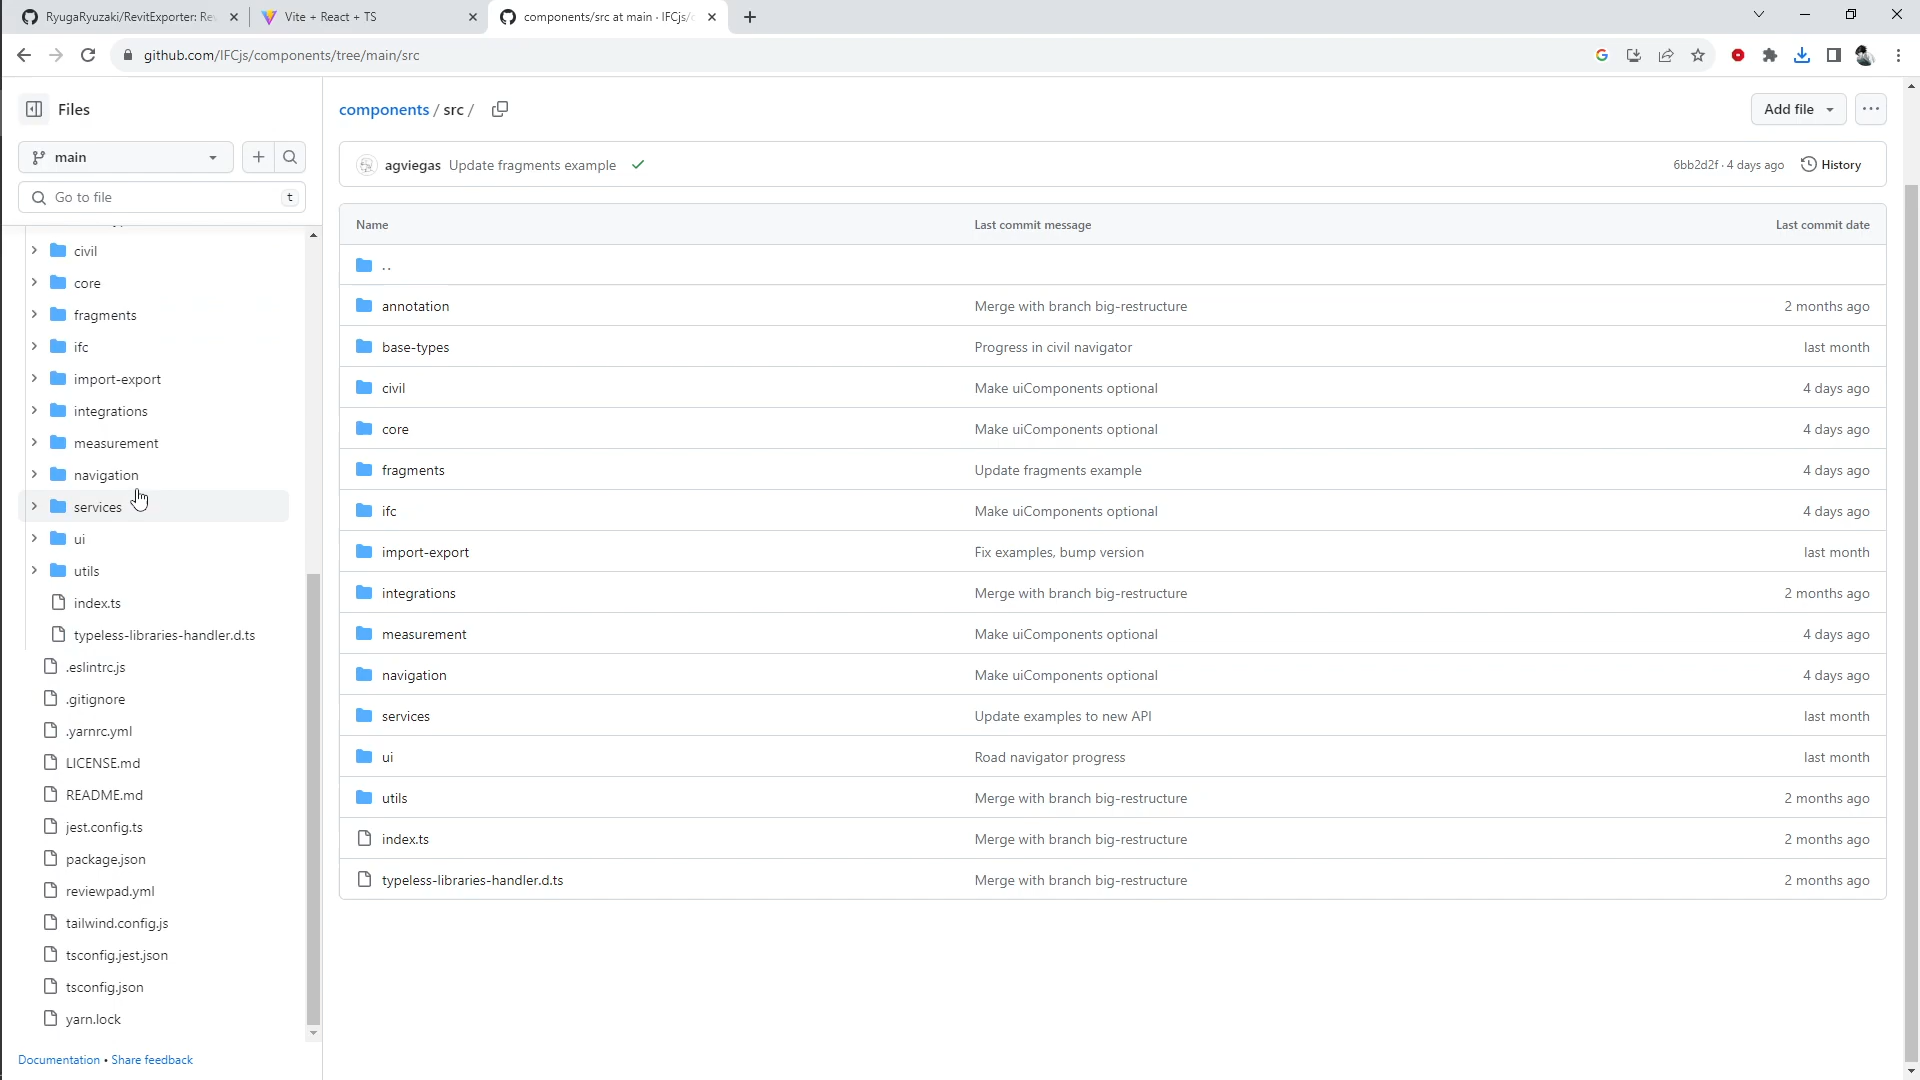 RyugaRyuzaki/RevitExporter: Re
Vite + React + TS
components/src at main · IFCjs/c
github.com/IFCjs/components/tree/main/src
Files
components / src /
Add file
main
agviegas Update fragments example
6bb2d2f · 4 days ago History
Go to file
t
Name Last commit message Last commit date
..
annotation Merge with branch big-restructure 2 months ago
base-types Progress in civil navigator last month
civil Make uiComponents optional 4 days ago
core Make uiComponents optional 4 days ago
fragments Update fragments example 4 days ago
ifc Make uiComponents optional 4 days ago
import-export Fix examples, bump version last month
integrations Merge with branch big-restructure 2 months ago
measurement Make uiComponents optional 4 days ago
navigation Make uiComponents optional 4 days ago
services Update examples to new API last month
ui Road navigator progress last month
utils Merge with branch big-restructure 2 months ago
index.ts Merge with branch big-restructure 2 months ago
typeless-libraries-handler.d.ts Merge with branch big-restructure 2 months ago
civil
core
fragments
ifc
import-export
integrations
measurement
navigation
services
ui
utils
index.ts
typeless-libraries-handler.d.ts
.eslintrc.js
.gitignore
.yarnrc.yml
LICENSE.md
README.md
jest.config.ts
package.json
reviewpad.yml
tailwind.config.js
tsconfig.jest.json
tsconfig.json
yarn.lock
Documentation • Share feedback